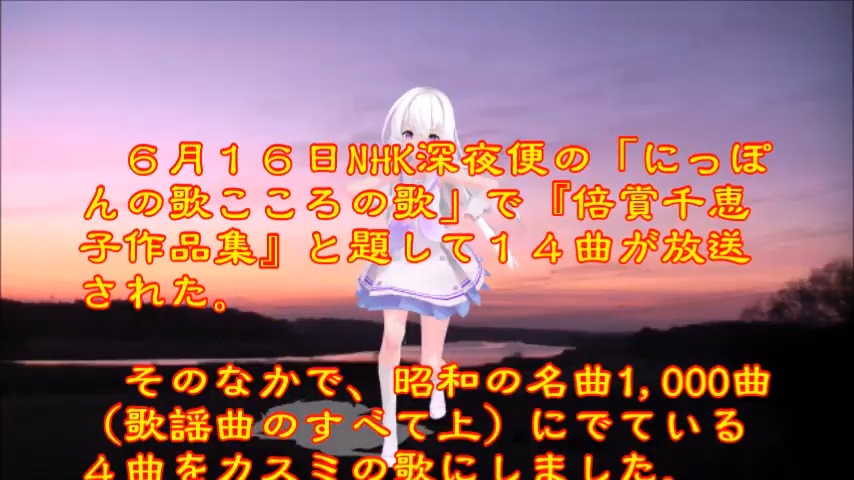 ６月１６日NHK深夜便の「にっぽ
んの歌こころの歌」で『倍賞千恵
子作品集』と題して１４曲が放送
された。
そのなかで、昭和の名曲1,000曲
（歌謡曲のすべて上）にでている
４曲をカスミの歌にしました。